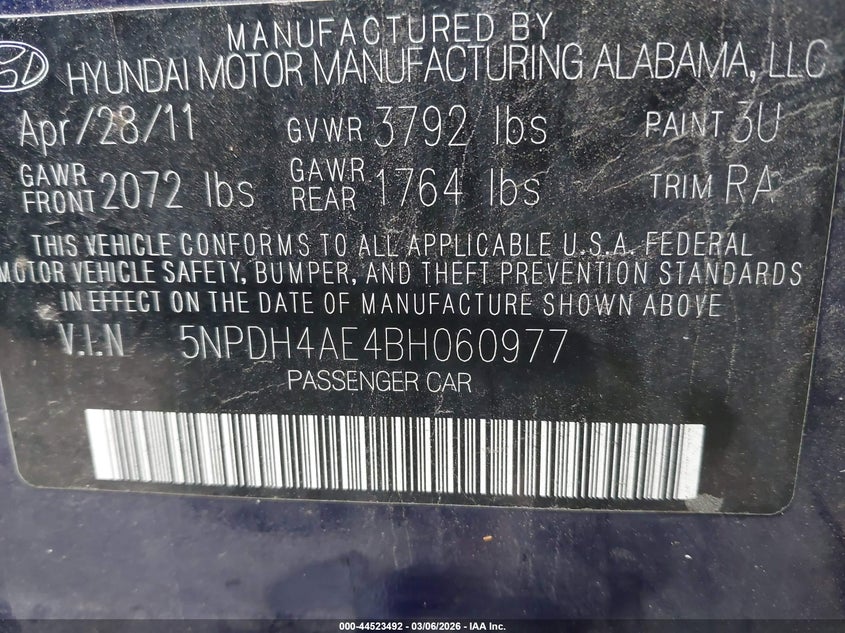 MANUFACTURED BY
HYUNDAI MOTOR MANUFACTURING ALABAMA, LLC
Apr/28/11 GVWR 3792 lbs PAINT 3U
GAWR FRONT 2072 lbs GAWR REAR 1764 lbs TRIM RA
THIS VEHICLE CONFORMS TO ALL APPLICABLE U.S.A. FEDERAL
MOTOR VEHICLE SAFETY, BUMPER, AND THEFT PREVENTION STANDARDS
IN EFFECT ON THE DATE OF MANUFACTURE SHOWN ABOVE
V.I.N 5NPDH4AE4BH060977
PASSENGER CAR
000-44523492 - 03/06/2026 - IAA Inc.